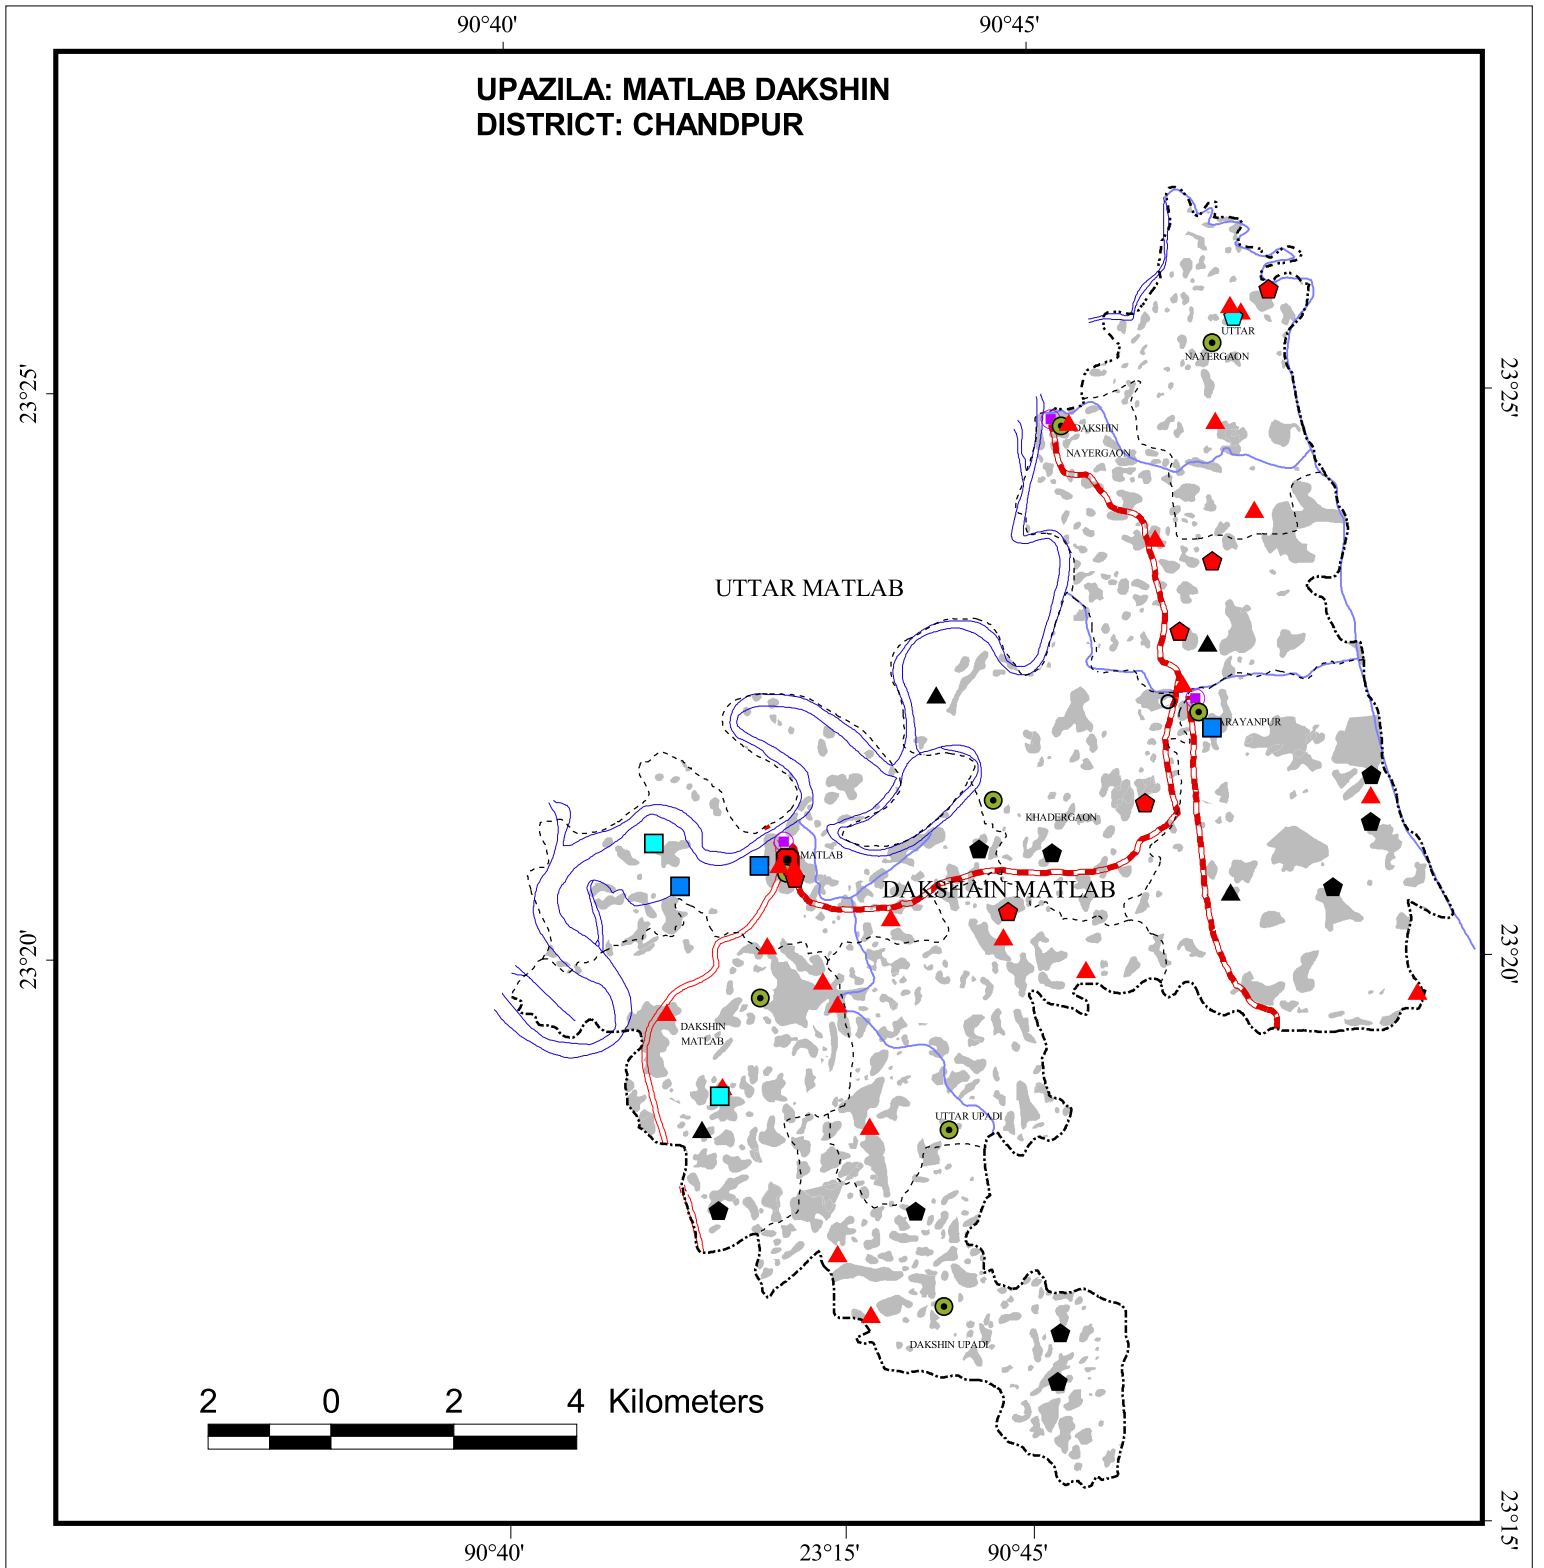 90°40'
90°45'
UPAZILA: MATLAB DAKSHIN
DISTRICT: CHANDPUR
UTTAR
NAYERGAON
23°25'
23°25'
DAKSHIN
NAYERGAON
UTTAR MATLAB
ARAYANPUR
KHADERGAON
MATLAB
DAKSHAIN MATLAB
23°20'
23°20'
DAKSHIN
MATLAB
UTTAR UPADI
DAKSHIN UPADI
2 0 2 4 Kilometers
23°15'
90°40'
23°15'
90°45'